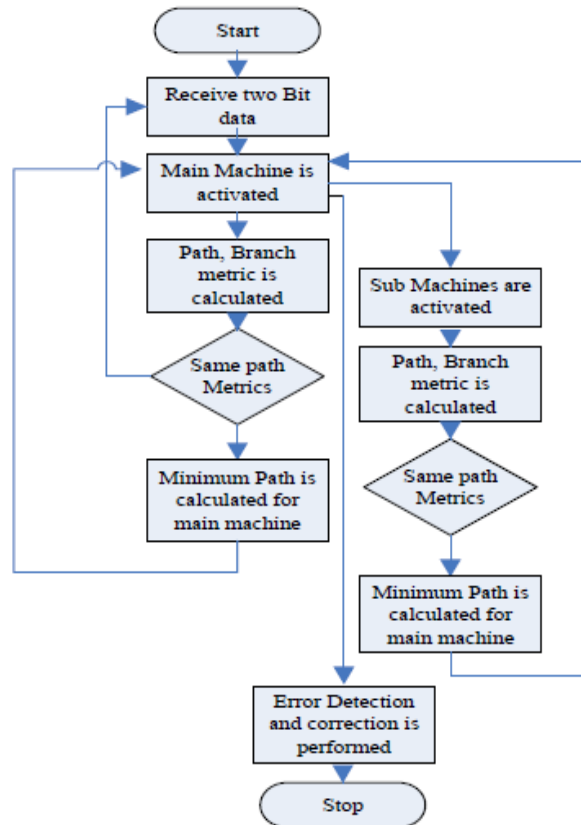 Start
Receive two Bit
data
Main Machine is
activated
Path, Branch
metric is
calculated
Same path
Metrics
Minimum Path is
calculated for
main machine
Sub Machines are
activated
Path, Branch
metric is
calculated
Same path
Metrics
Minimum Path is
calculated for
main machine
Error Detection
and correction is
performed
Stop